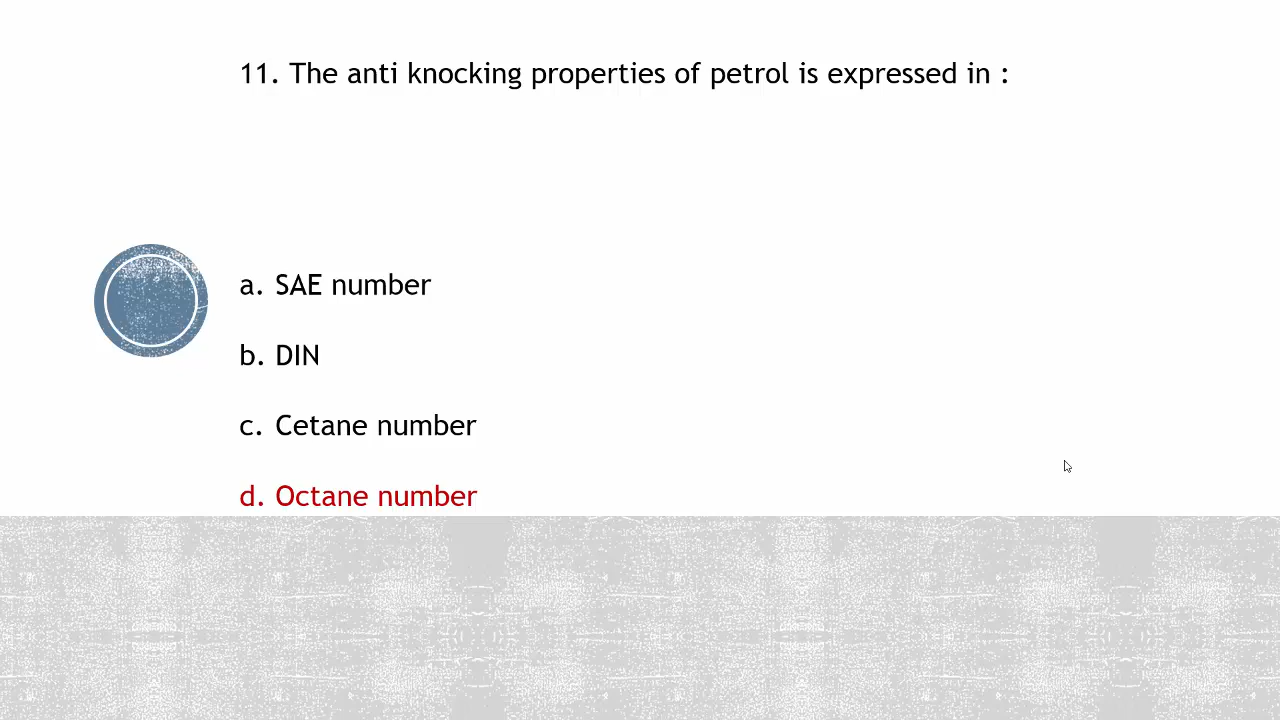 11. The anti knocking properties of petrol is expressed in :
a. SAE number
b. DIN
c. Cetane number
d. Octane number